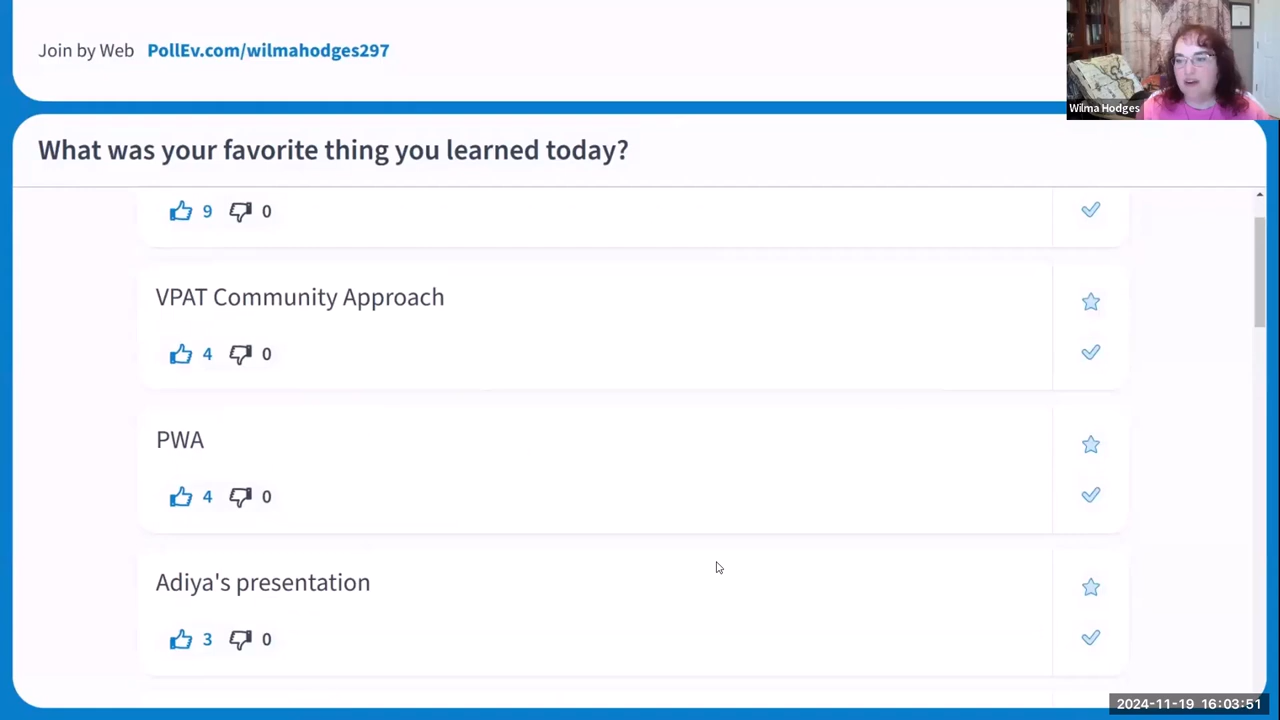 Join by Web PollEv.com/wilmahodges297
Wilma Hodges
What was your favorite thing you learned today?
9 0
VPAT Community Approach
4 0
PWA
4 0
Adiya's presentation
3 0
2024-11-19 16:03:51